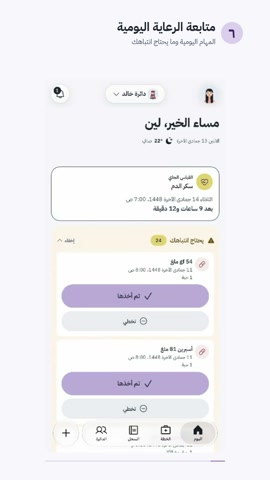 ٦
متابعة الرعاية اليومية
المهام اليومية وما يحتاج انتباهك
دائرة خالد
مساء الخير، لين
الاثنين 13 جمادى الآخرة 22°
القياس التالي
سكر الدم
الثلاثاء 14 جمادى الآخرة 1448، 7:00 ص
بعد 9 ساعات و12 دقيقة
يحتاج انتباهك 24 إخفاء
54 ملغ
1 حبة
تم أخذها
تخطي
أسبرين 81 ملغ
1 حبة
تم أخذها
تخطي
اليوم الخطة السجل الدائرة +